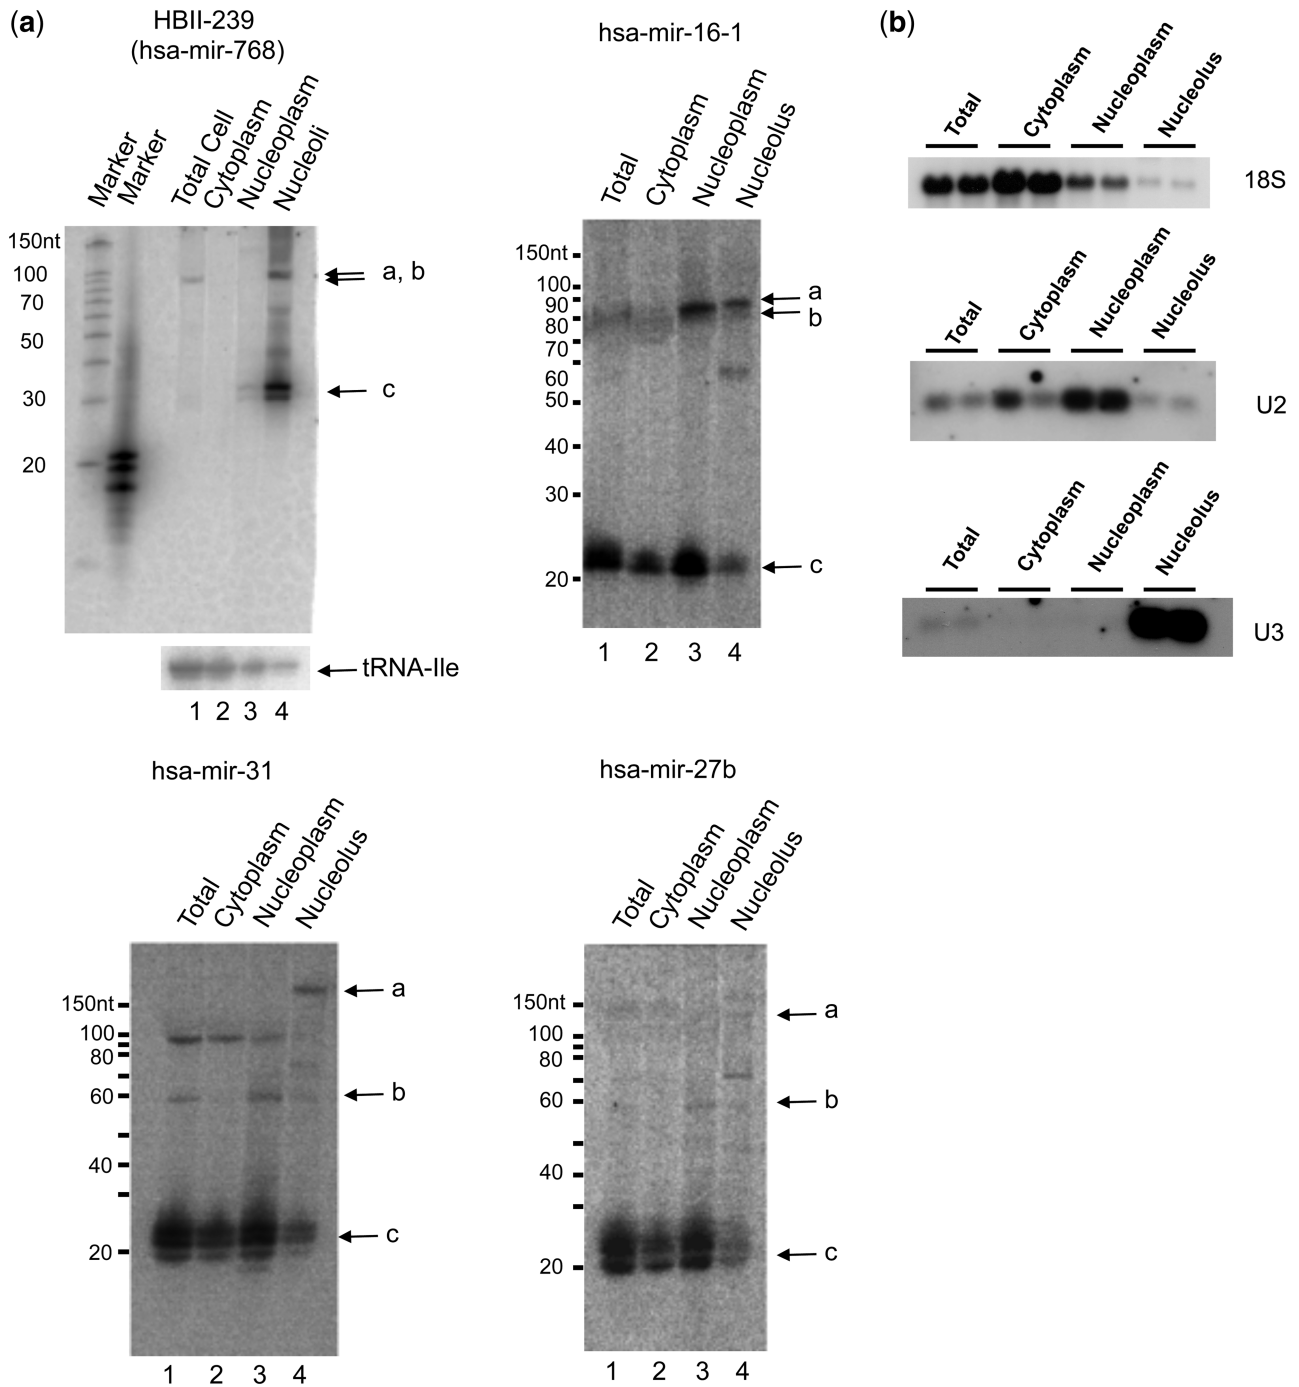 (a)
HBII-239
(hsa-mir-768)
Marker
Marker
Total Cell
Cytoplasm
Nucleoplasm
Nucleoli
150nt
100
70
50
30
20
a, b
c
tRNA-Ile
1 2 3 4
hsa-mir-16-1
Total
Cytoplasm
Nucleoplasm
Nucleolus
150nt
100
90
80
70
60
50
40
30
20
a
b
c
1 2 3 4
(b)
Total
Cytoplasm
Nucleoplasm
Nucleolus
18S
Total
Cytoplasm
Nucleoplasm
Nucleolus
U2
Total
Cytoplasm
Nucleoplasm
Nucleolus
U3
hsa-mir-31
Total
Cytoplasm
Nucleoplasm
Nucleolus
150nt
100
80
60
40
20
a
b
c
1 2 3 4
hsa-mir-27b
Total
Cytoplasm
Nucleoplasm
Nucleolus
150nt
100
80
60
40
20
a
b
c
1 2 3 4